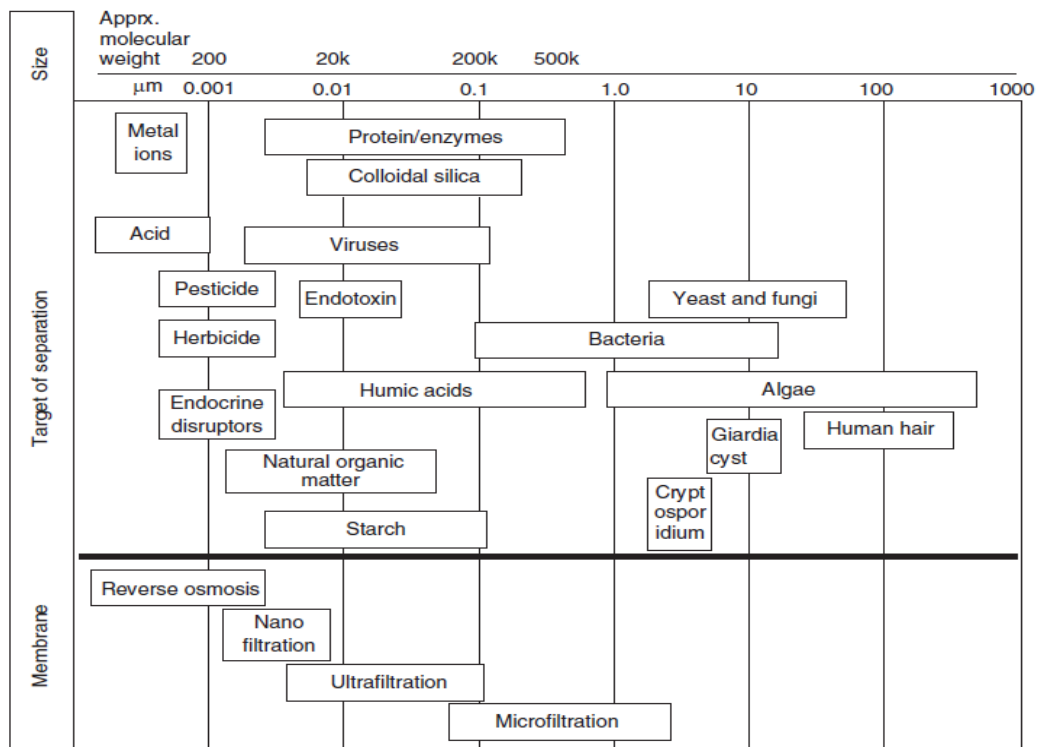 Size
Apprx.
molecular
weight 200 20k 200k 500k
μm 0.001 0.01 0.1 1.0 10 100 1000
Target of separation
Metal
ions
Protein/enzymes
Colloidal silica
Acid
Viruses
Pesticide
Endotoxin
Yeast and fungi
Herbicide
Bacteria
Humic acids
Algae
Endocrine
disruptors
Human hair
Giardia
cyst
Natural organic
matter
Crypt
ospor
idium
Starch
Membrane
Reverse osmosis
Nano
filtration
Ultrafiltration
Microfiltration